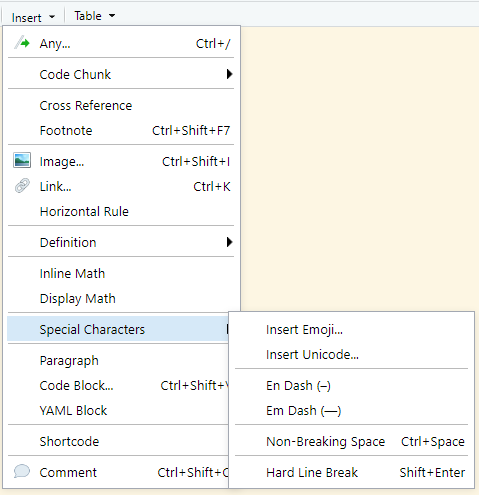 Insert Table
Any... Ctrl+/
Code Chunk
Cross Reference
Footnote Ctrl+Shift+F7
Image... Ctrl+Shift+I
Link... Ctrl+K
Horizontal Rule
Definition
Inline Math
Display Math
Special Characters
Insert Emoji...
Insert Unicode...
Paragraph
Code Block... Ctrl+Shift+
En Dash (–)
YAML Block
Em Dash (—)
Shortcode
Non-Breaking Space Ctrl+Space
Comment Ctrl+Shift+
Hard Line Break Shift+Enter